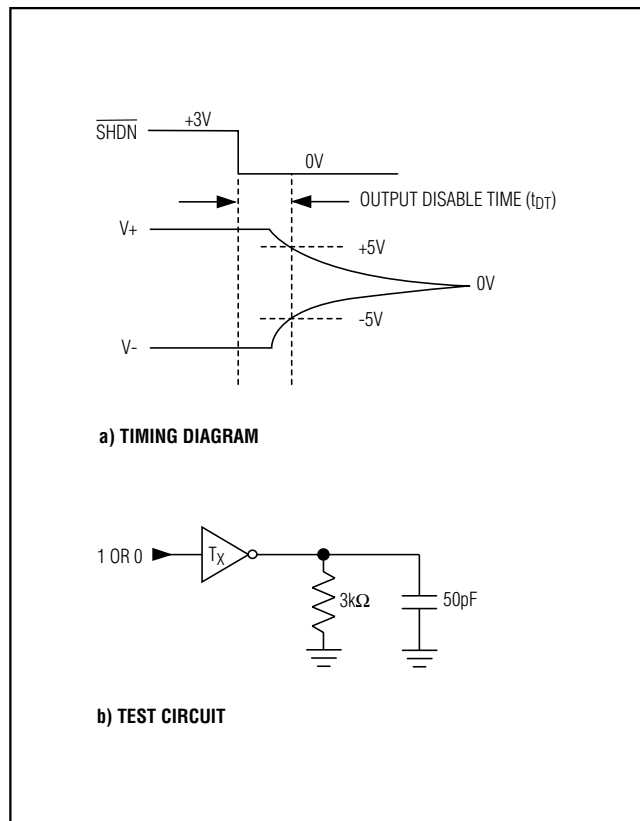 +3V
SHDN
0V
OUTPUT DISABLE TIME (tDT)
V+
+5V
0V
-5V
V-
a) TIMING DIAGRAM
1 OR 0
TX
3kΩ
50pF
b) TEST CIRCUIT